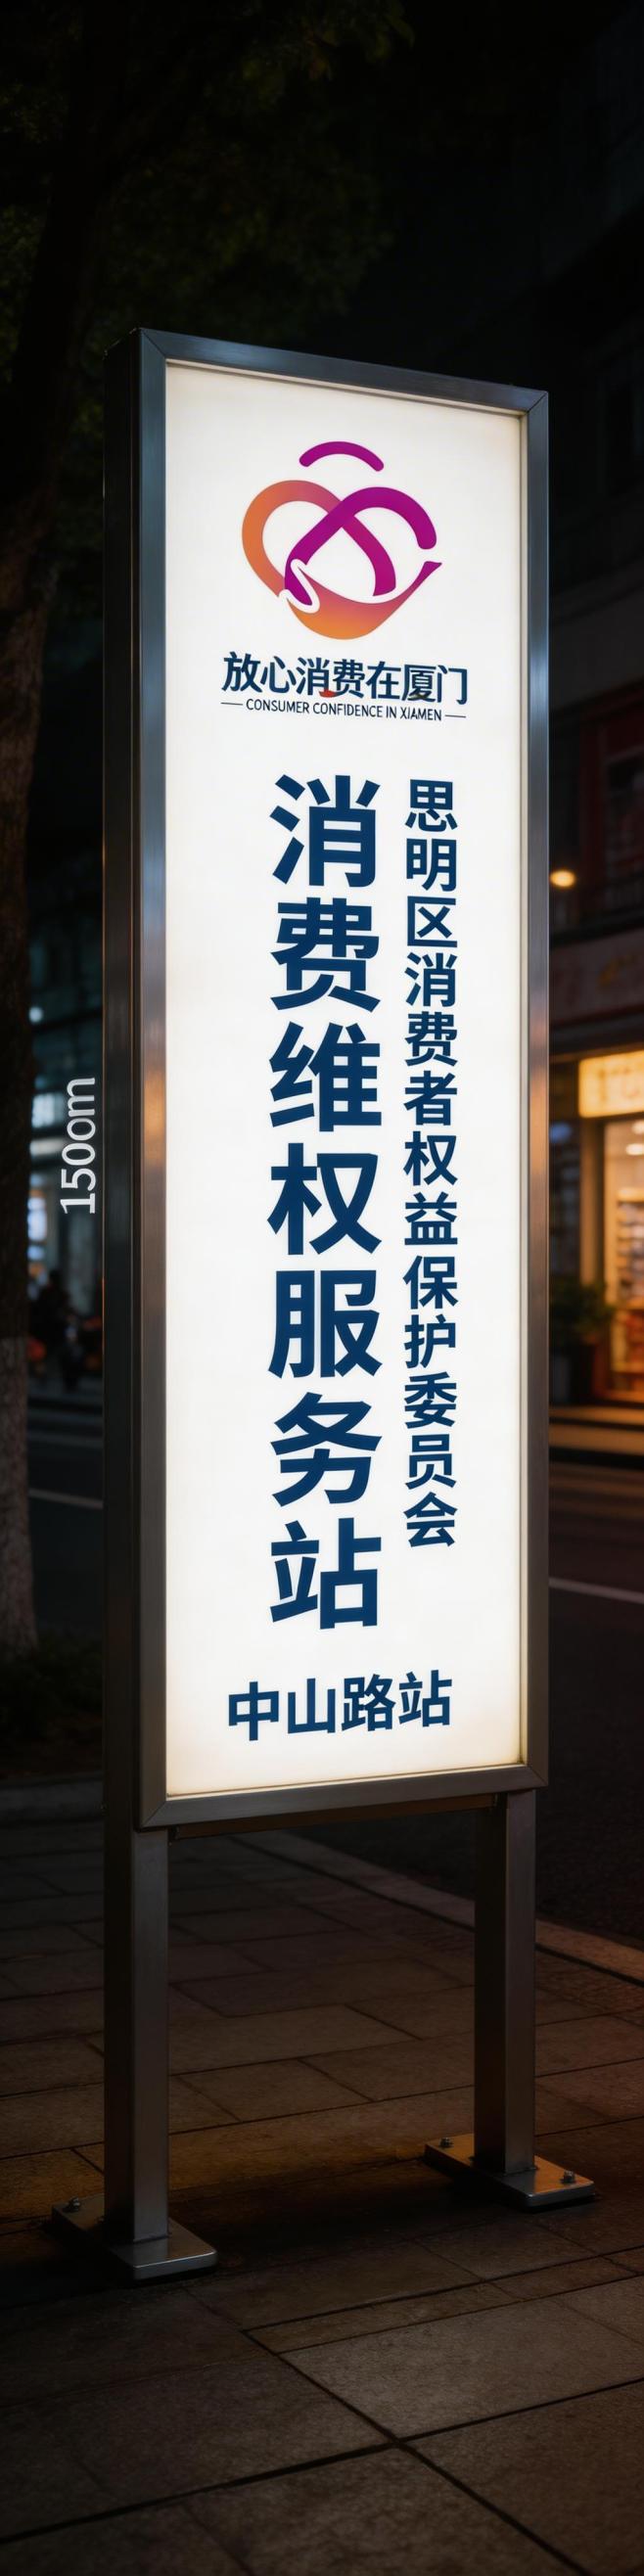 放心消费在厦门
CONSUMER CONFIDENCE IN XIAMEN
思明区消费者权益保护委员会
消费维权服务站
中山路站
150om